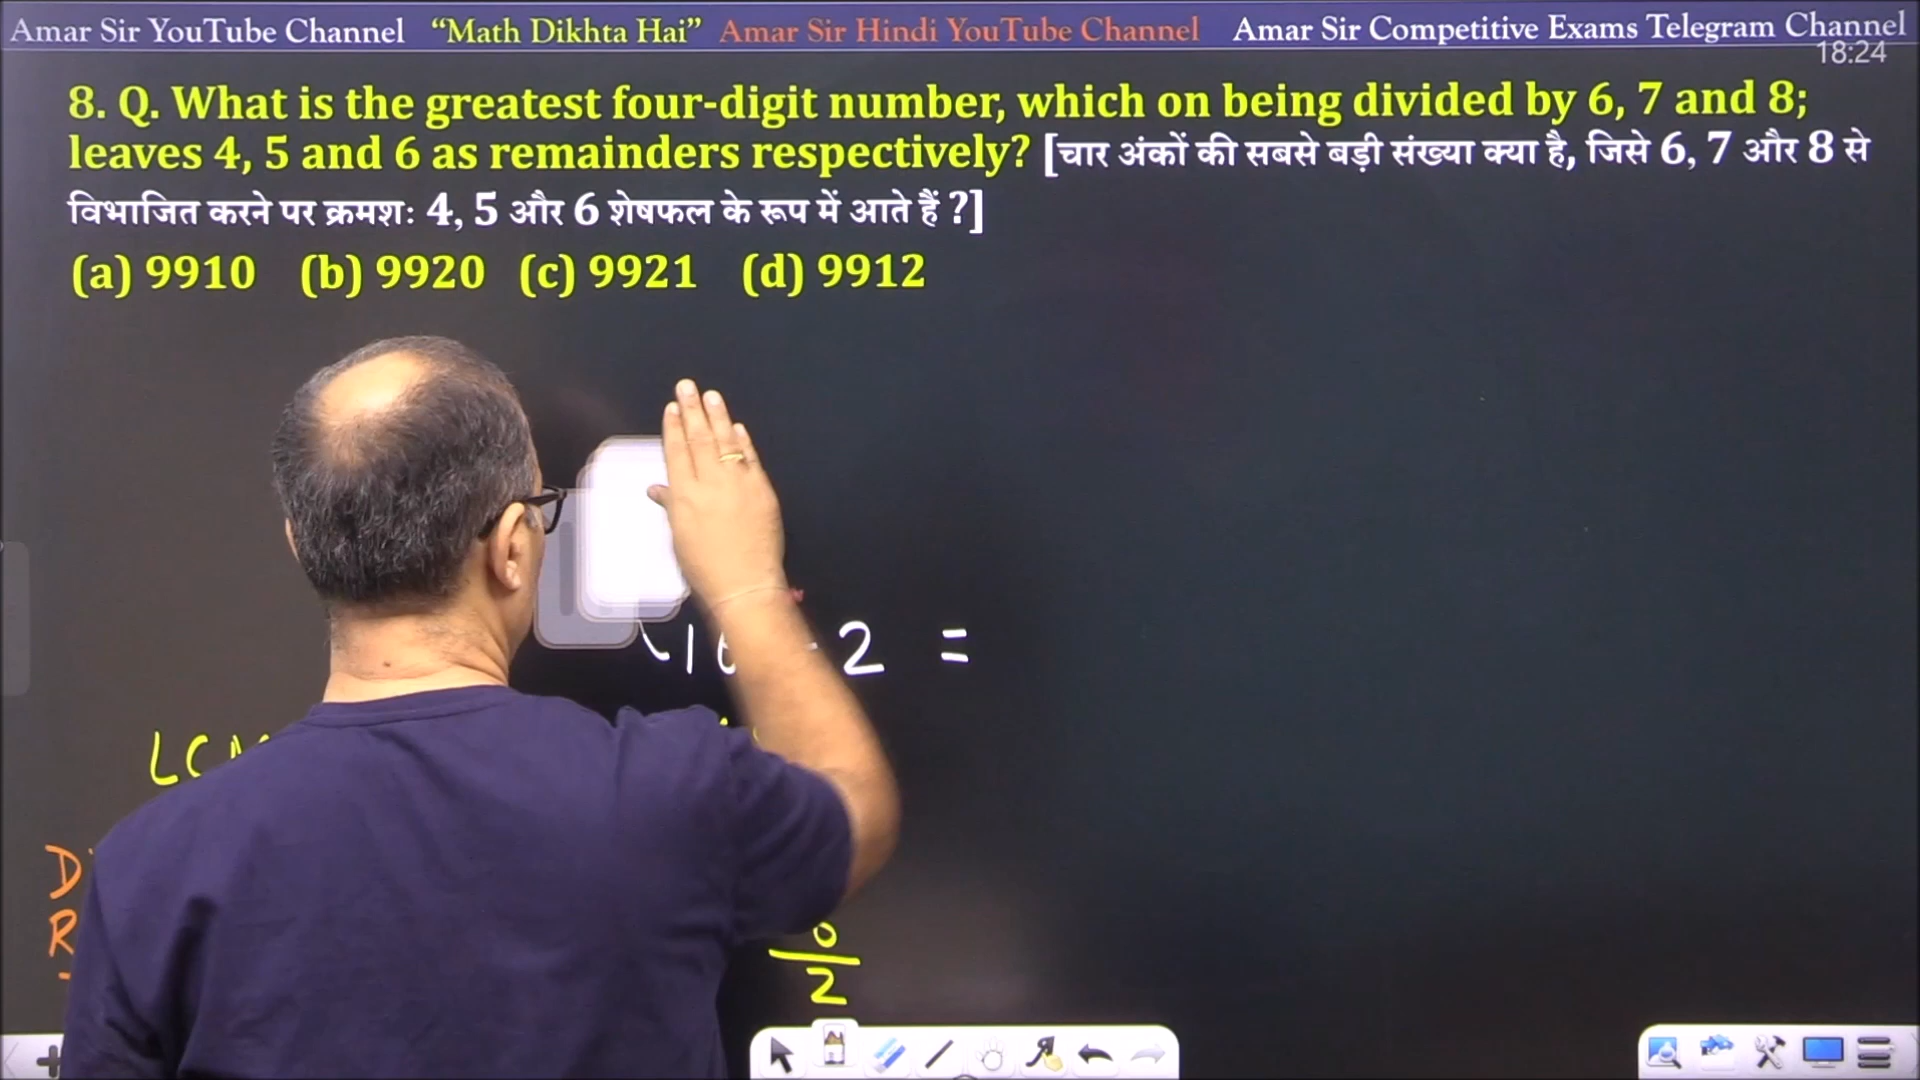 Amar Sir YouTube Channel “Math Dikhta Hai” Amar Sir Hindi YouTube Channel Amar Sir Competitive Exams Telegram Channel
18:24
8. Q. What is the greatest four-digit number, which on being divided by 6, 7 and 8;
leaves 4, 5 and 6 as remainders respectively? [चार अंकों की सबसे बड़ी संख्या क्या है, जिसे 6, 7 और 8 से
विभाजित करने पर क्रमशः 4, 5 और 6 शेषफल के रूप में आते हैं ?]
(a) 9910 (b) 9920 (c) 9921 (d) 9912
2 =
D
R
2